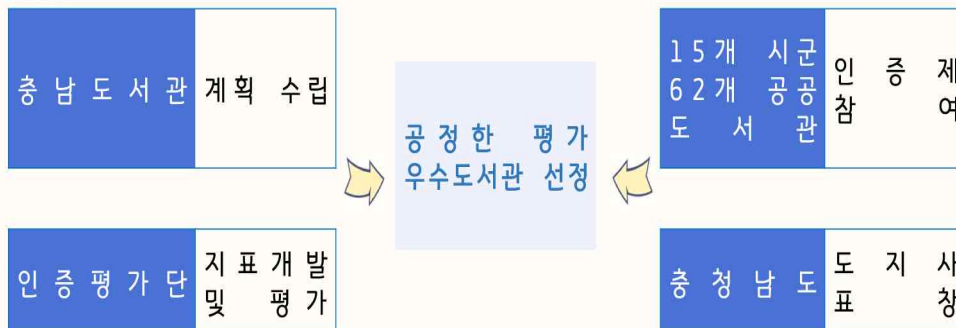 충남도서관
계획 수립
인증평가단
지표개발
및 평가
공정한 평가
우수도서관 선정
15개 시군
62개 공공
도서관
인증제
참여
충청남도
도지사
표창